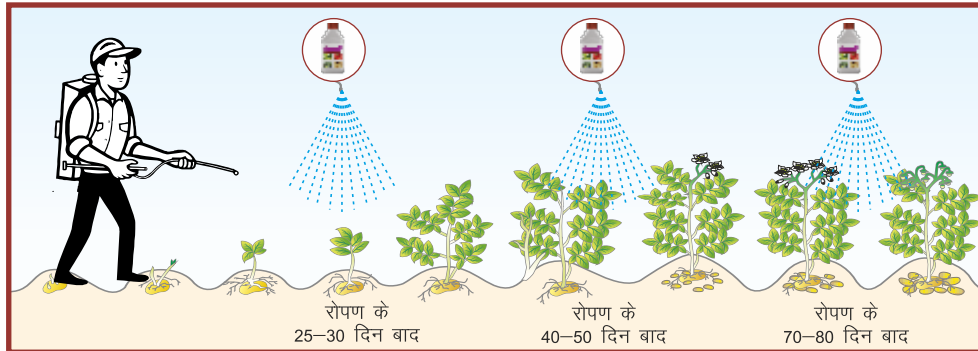 रोपण के
25–30 दिन बाद
रोपण के
40–50 दिन बाद
रोपण के
70–80 दिन बाद